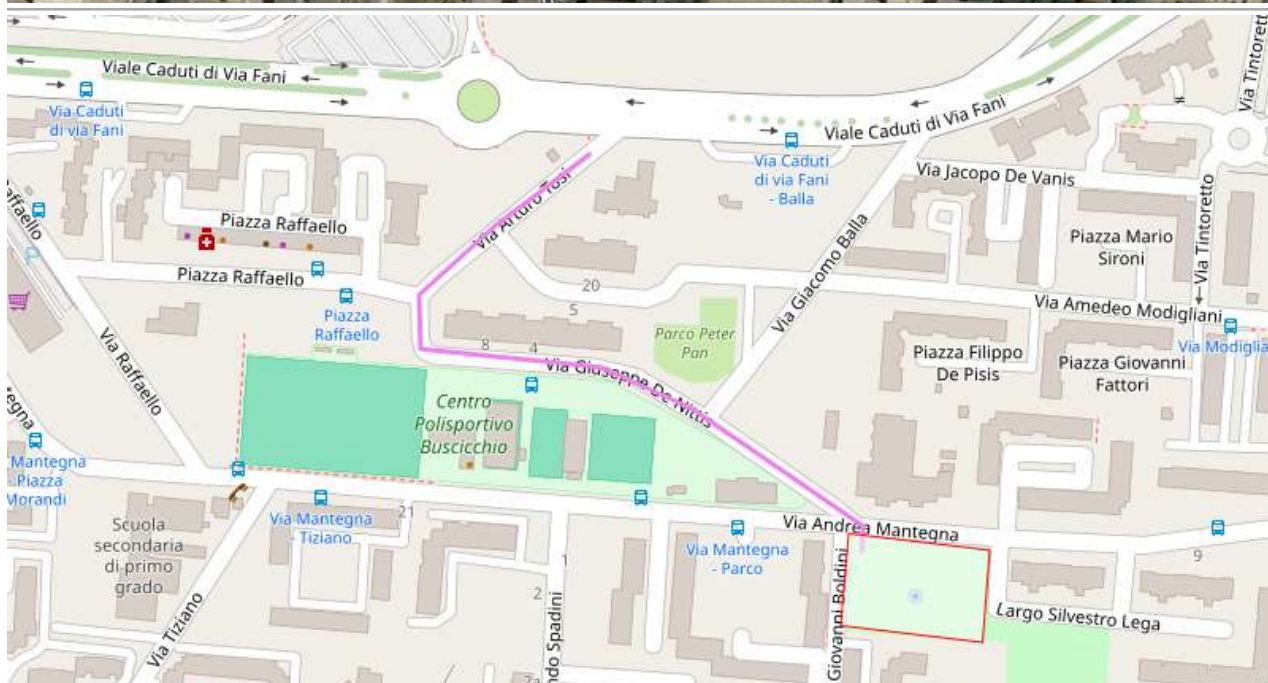 Viale Caduti di Via Fani
Via Caduti
di via Fani
Viale Caduti di Via Fani
Via Caduti
di via Fani
- Balla
Via Tintoretto
Via Jacopo De Vanis
Via Arturo Tosi
Piazza Raffaello
Piazza Raffaello
Piazza
Raffaello
Via Raffaello
20
5
8
4
Parco Peter
Pan
Via Giacomo Balla
Piazza Mario
Sironi
Via Amedeo Modigliani
Piazza Filippo
De Pisis
Piazza Giovanni
Fattori
Via Giuseppe De Nittis
Centro
Polisportivo
Buscicchio
Mantegna
- Piazza
Morandi
Via Mantegna
- Tiziano
21
Scuola
secondaria
di primo
grado
Via Tiziano
1
2
7a
ndo Spadini
Via Mantegna
- Parco
Via Andrea Mantegna
Giovanni Boldini
9
Largo Silvestro Lega